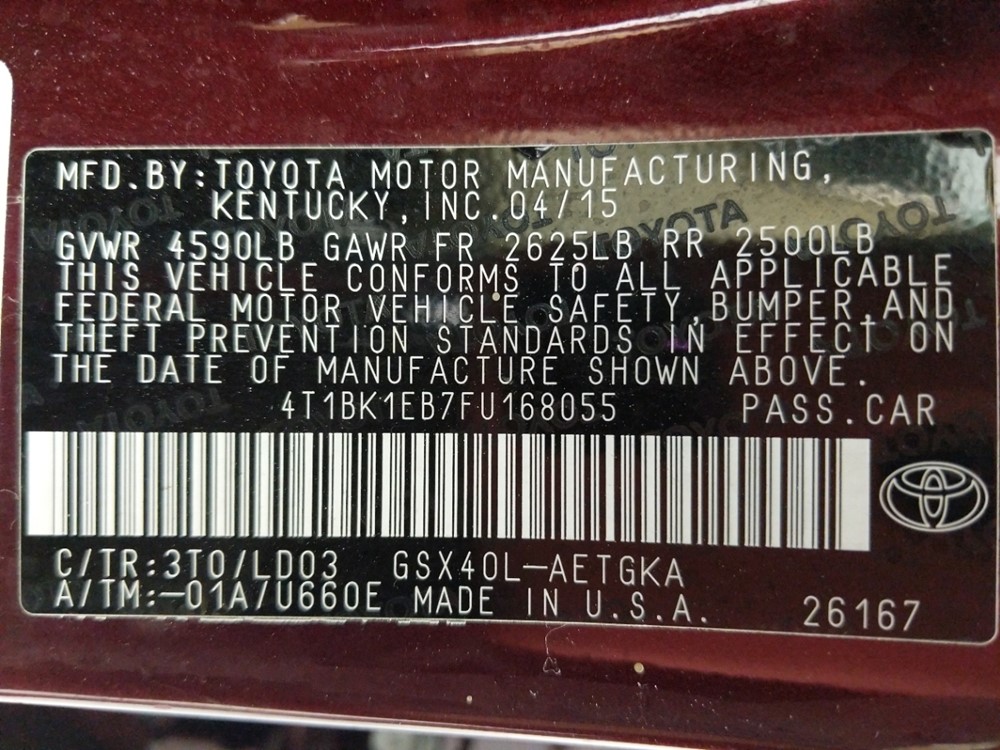 MFD.BY:TOYOTA MOTOR MANUFACTURING,
KENTUCKY,INC.04/15
GVWR 4590LB GAWR FR 2625LB RR 2500LB
THIS VEHICLE CONFORMS TO ALL APPLICABLE
FEDERAL MOTOR VEHICLE SAFETY,BUMPER,AND
THEFT PREVENTION STANDARDS IN EFFECT ON
THE DATE OF MANUFACTURE SHOWN ABOVE.
4T1BK1EB7FU168055 PASS.CAR
C/TR:3T0/LD03 GSX40L-AETGKA
A/TM:-01A/U660E MADE IN U.S.A. 26167